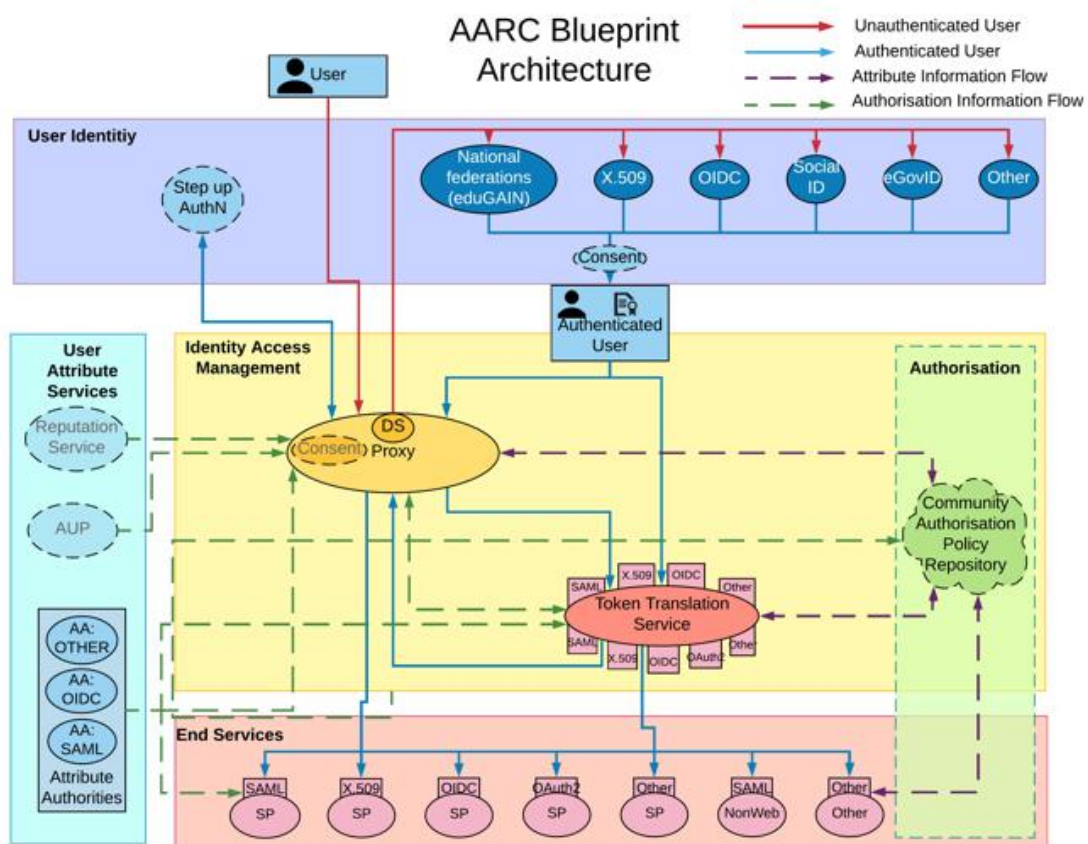 AARC Blueprint
Architecture
Unauthenticated User
Authenticated User
Attribute Information Flow
Authorisation Information Flow
User
User Identitiy
Step up
AuthN
National
federations
(eduGAIN)
X.509
OIDC
Social
ID
eGovID
Other
Consent
Authenticated
User
User
Attribute
Services
Reputation
Service
AUP
AA:
OTHER
AA:
OIDC
AA:
SAML
Attribute
Authorities
Identity Access
Management
DS
Consent
Proxy
Authorisation
Community
Authorisation
Policy
Repository
SAML
X.509
OIDC
Other
Token Translation
Service
SAML
X.509
OIDC
OAuth2
Othe
End Services
SAML
SP
X.509
SP
OIDC
SP
OAuth2
SP
Other
SP
SAML
NonWeb
Other
Other